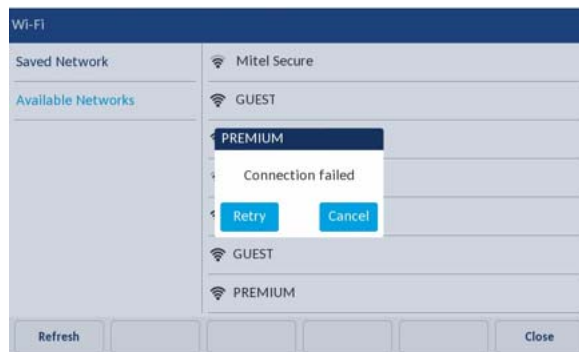 Wi-Fi
Saved Network
Available Networks
Mitel Secure
GUEST
PREMIUM
Connection failed
Retry
Cancel
GUEST
PREMIUM
Refresh
Close